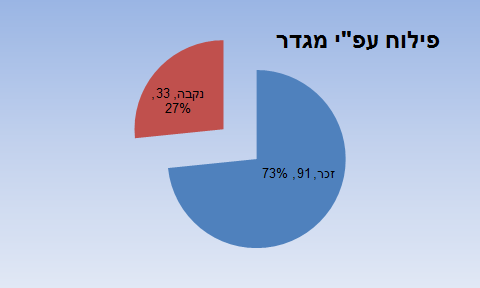 פילוח עפ"י מגדר
נקבה, 33,
27%
זכר, 91, 73%